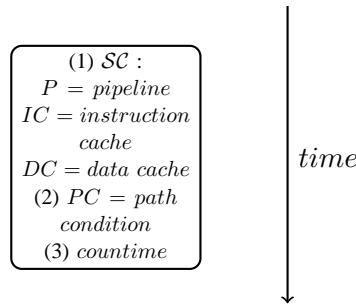 (1) SC :
P = pipeline
IC = instruction
cache
DC = data cache
(2) PC = path
condition
(3) countime
time